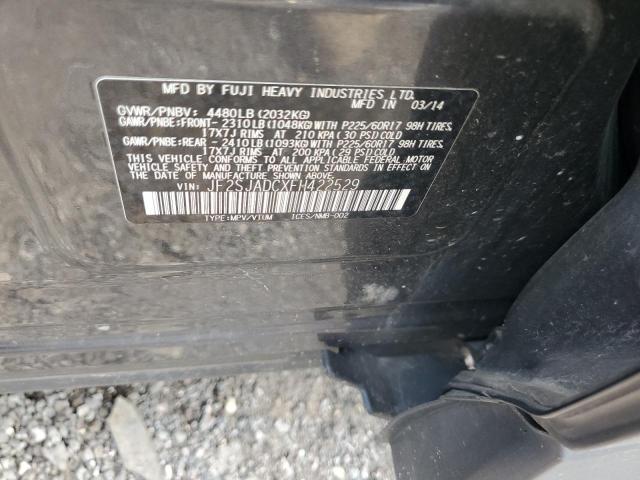 MFD BY FUJI HEAVY INDUSTRIES LTD.
03/14
GVWR/PNBV: 4480LB (2032KG)
GAWR/PNBE:FRONT- 2310LB (1048KG) WITH P225/60R17 98H TIRES,
17X7J RIMS AT 210 KPA (30 PSI) COLD
GAWR/PNBE:REAR - 2410LB (1093KG) WITH P225/60R17 98H TIRES,
17X7J RIMS AT 200 KPA (29 PSI) COLD
THIS VEHICLE CONFORMS TO ALL APPLICABLE FEDERAL MOTOR
VEHICLE SAFETY AND THEFT PREVENTION STANDARDS IN EFFECT ON
THE DATE OF MANUFACTURE SHOWN ABOVE.
VIN: JF2SJADCXFH422529
TYPE:MPV/VTUM ICES/NMB-002